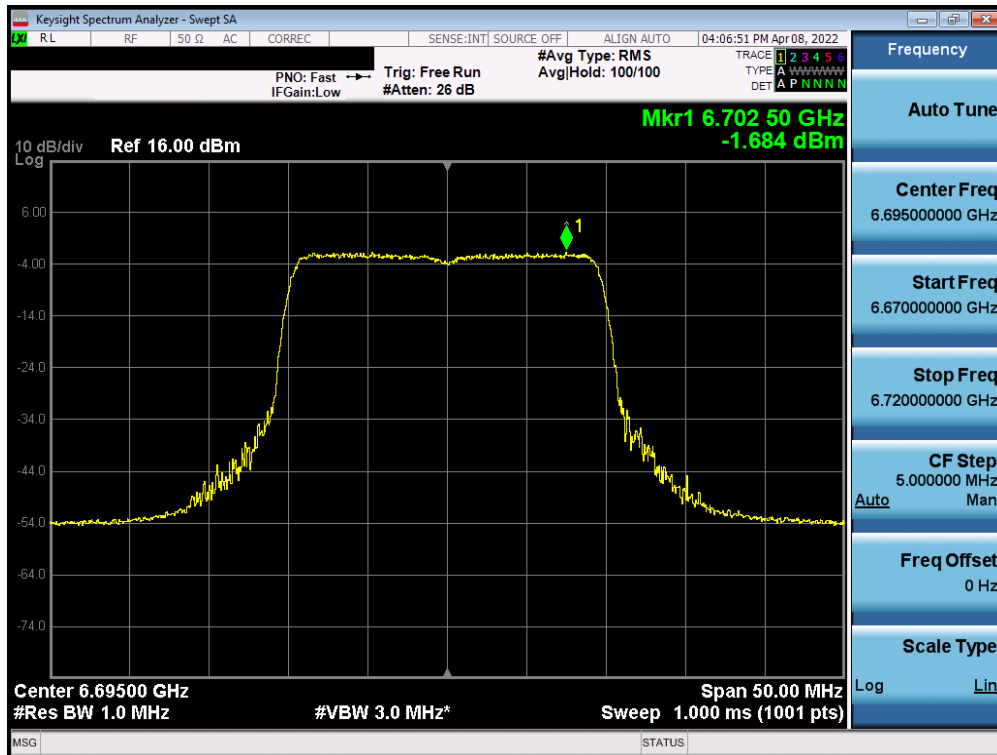 Keysight Spectrum Analyzer - Swept SA
LXI RL RF 50 Ω AC CORREC SENSE:INT SOURCE OFF ALIGN AUTO 04:06:51 PM Apr 08, 2022
PNO: Fast
IFGain:Low
Trig: Free Run
#Atten: 26 dB
#Avg Type: RMS
Avg|Hold: 100/100
TRACE 1 2 3 4 5 6
TYPE A WWWWW
DET A P N N N N
Mkr1 6.702 50 GHz
-1.684 dBm
10 dB/div Ref 16.00 dBm
Log
1
6.00
-4.00
-14.0
-24.0
-34.0
-44.0
-54.0
-64.0
-74.0
Center 6.69500 GHz Span 50.00 MHz
#Res BW 1.0 MHz #VBW 3.0 MHz* Sweep 1.000 ms (1001 pts)
MSG STATUS
Frequency
Auto Tune
Center Freq
6.695000000 GHz
Start Freq
6.670000000 GHz
Stop Freq
6.720000000 GHz
CF Step
5.000000 MHz
Auto Man
Freq Offset
0 Hz
Scale Type
Log Lin